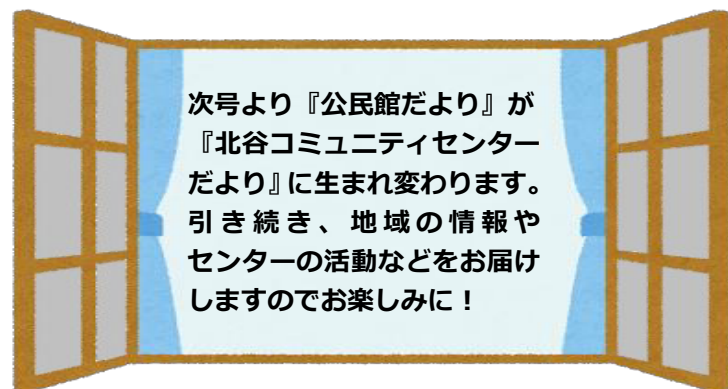 次号より『公民館だより』が
『北谷コミュニティセンター
だより』に生まれ変わります。
引き続き、地域の情報や
センターの活動などをお届け
しますのでお楽しみに！